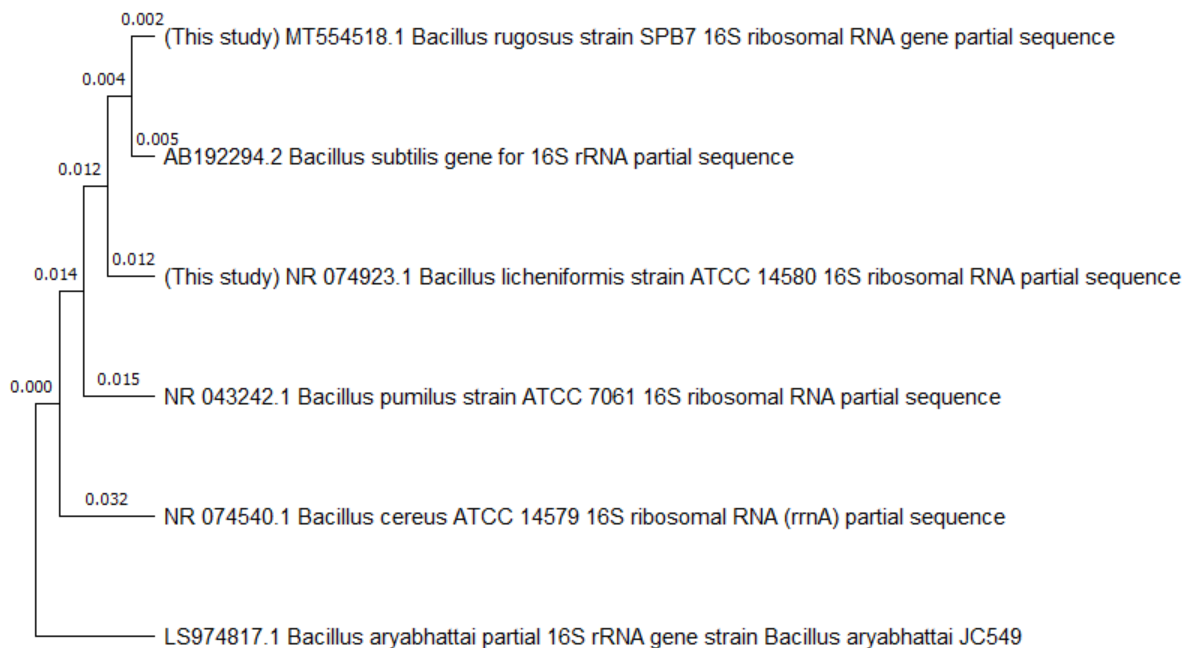 0.002
(This study) MT554518.1 Bacillus rugosus strain SPB7 16S ribosomal RNA gene partial sequence
0.004
0.005
AB192294.2 Bacillus subtilis gene for 16S rRNA partial sequence
0.012
0.012
(This study) NR 074923.1 Bacillus licheniformis strain ATCC 14580 16S ribosomal RNA partial sequence
0.014
0.015
NR 043242.1 Bacillus pumilus strain ATCC 7061 16S ribosomal RNA partial sequence
0.000
0.032
NR 074540.1 Bacillus cereus ATCC 14579 16S ribosomal RNA (rrnA) partial sequence
LS974817.1 Bacillus aryabhattai partial 16S rRNA gene strain Bacillus aryabhattai JC549